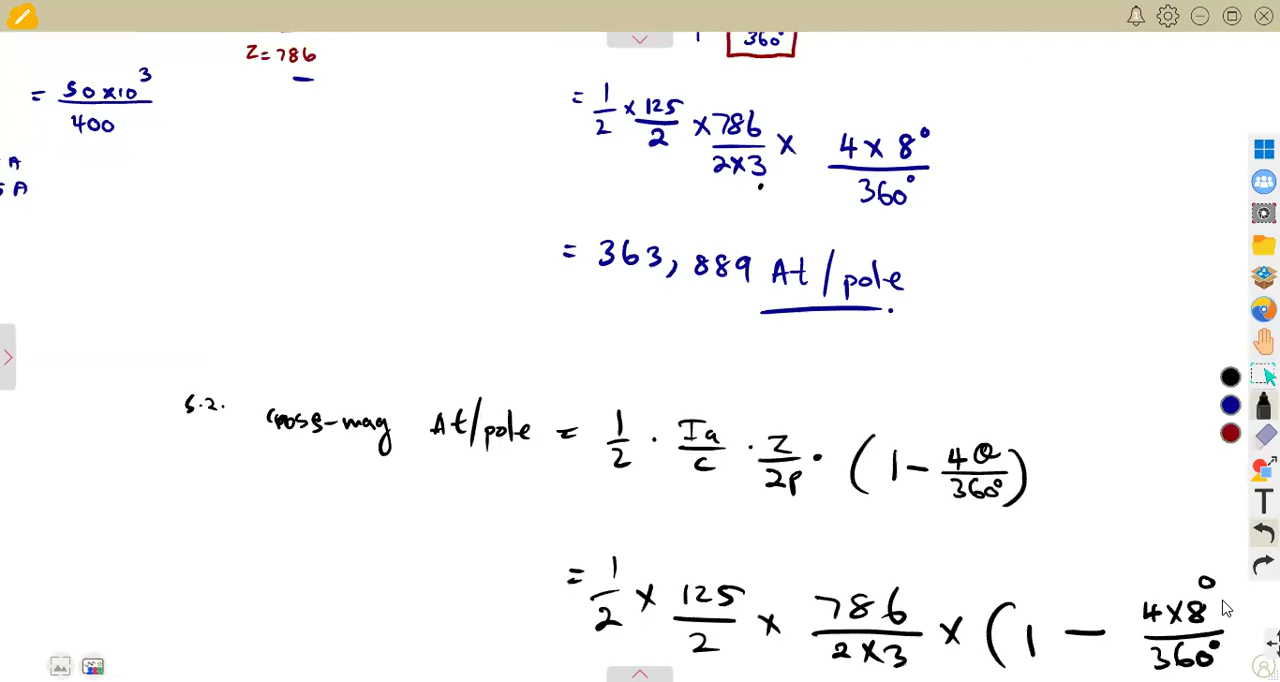 360°
Z = 786
= 50 × 10³ / 400
= 1/2 × 125/2 × 786/(2×3) × (4 × 8°)/360°
A
A
= 363,889 At/pole
5.2. Cross-mag At/pole = 1/2 · Ia/c · Z/2p · (1 − 4θ/360°)
= 1/2 × 125/2 × 786/(2×3) × (1 − 4×8°/360°
T